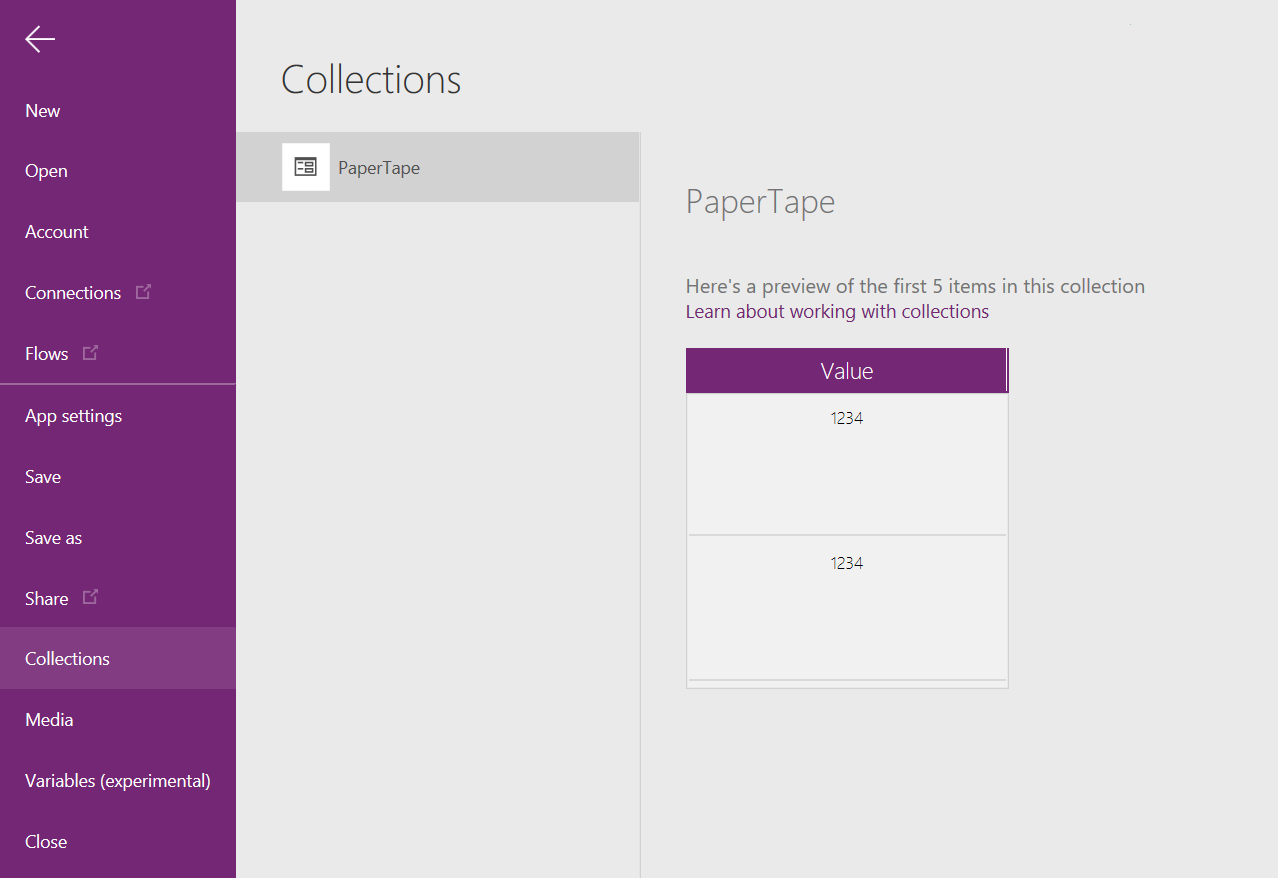 New
Open
Account
Connections
Flows
App settings
Save
Save as
Share
Collections
Media
Variables (experimental)
Close
Collections
PaperTape
PaperTape
Here's a preview of the first 5 items in this collection
Learn about working with collections
Value
1234
1234